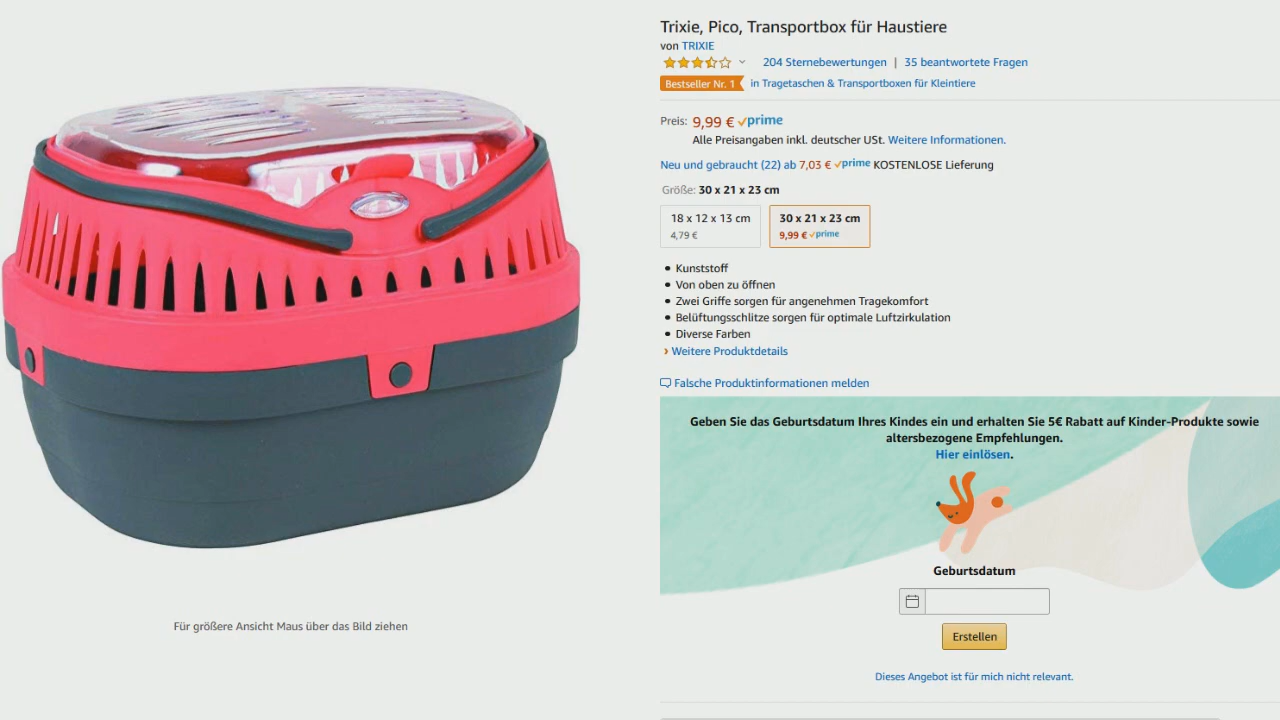 Trixie, Pico, Transportbox für Haustiere
von TRIXIE
204 Sternebewertungen | 35 beantwortete Fragen
Bestseller Nr. 1 in Tragetaschen & Transportboxen für Kleintiere
Preis: 9,99 € prime
Alle Preisangaben inkl. deutscher USt. Weitere Informationen.
Neu und gebraucht (22) ab 7,03 € prime KOSTENLOSE Lieferung
Größe: 30 x 21 x 23 cm
18 x 12 x 13 cm 30 x 21 x 23 cm
4,79 € 9,99 € prime
• Kunststoff
• Von oben zu öffnen
• Zwei Griffe sorgen für angenehmen Tragekomfort
• Belüftungsschlitze sorgen für optimale Luftzirkulation
• Diverse Farben
› Weitere Produktdetails
Falsche Produktinformationen melden
Geben Sie das Geburtsdatum Ihres Kindes ein und erhalten Sie 5€ Rabatt auf Kinder-Produkte sowie
altersbezogene Empfehlungen.
Hier einlösen.
Geburtsdatum
Erstellen
Dieses Angebot ist für mich nicht relevant.
Für größere Ansicht Maus über das Bild ziehen